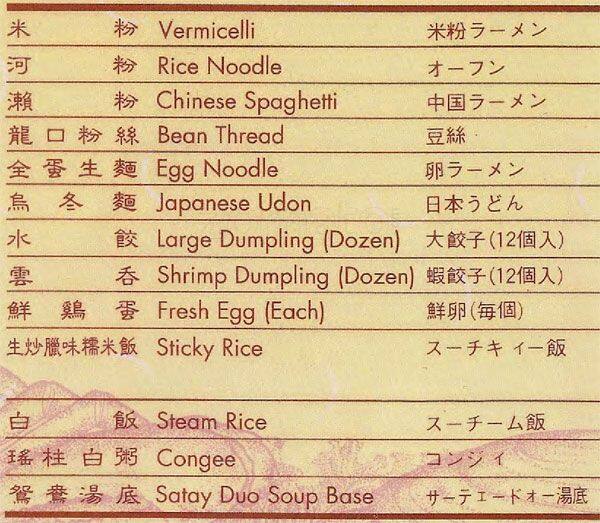 米粉 Vermicelli 米粉ラーメン
河粉 Rice Noodle オーフン
瀨粉 Chinese Spaghetti 中国ラーメン
龍口粉絲 Bean Thread 豆絲
全蛋生麵 Egg Noodle 卵ラーメン
烏冬麵 Japanese Udon 日本うどん
水餃 Large Dumpling (Dozen) 大餃子(12個入)
雲呑 Shrimp Dumpling (Dozen) 蝦餃子(12個入)
鮮鷄蛋 Fresh Egg (Each) 鮮卵(毎個)
生炒臘味糯米飯 Sticky Rice スーチキィー飯
白飯 Steam Rice スーチーム飯
瑤柱白粥 Congee コンジィ
鴛鴦湯底 Satay Duo Soup Base サーテエードオー湯底